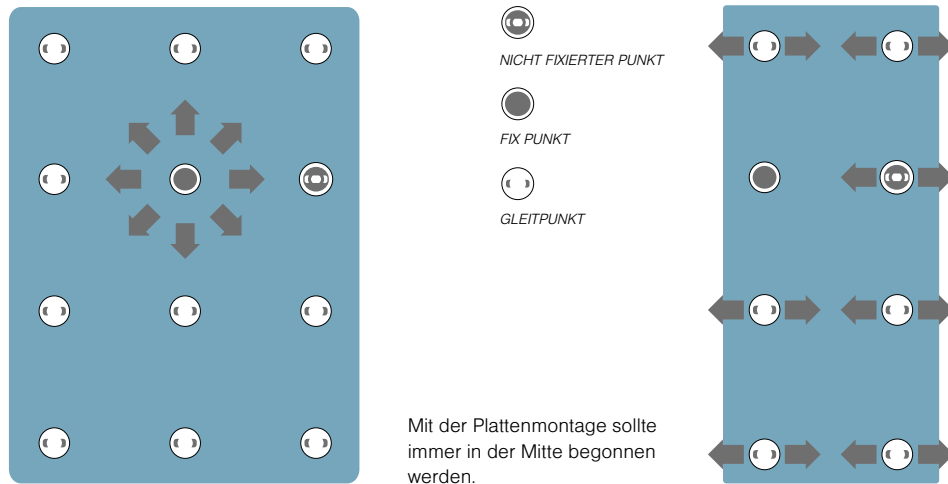 NICHT FIXIERTER PUNKT
FIX PUNKT
GLEITPUNKT
Mit der Plattenmontage sollte
immer in der Mitte begonnen
werden.